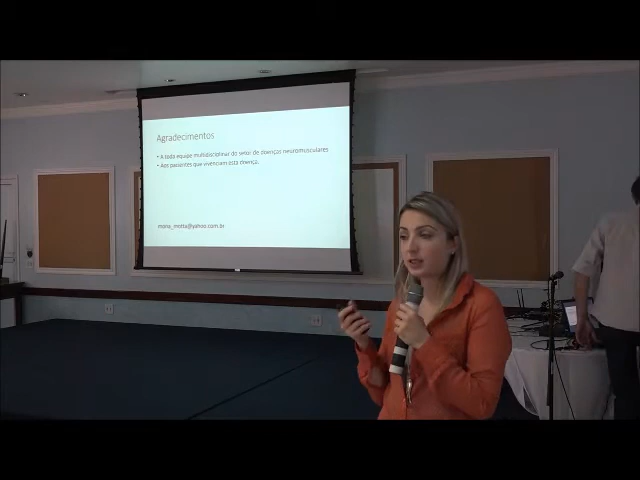 Agradecimentos
• A toda equipe multidisciplinar do setor de doenças neuromusculares
• Aos pacientes que vivenciam esta doença.
mona_motta@yahoo.com.br